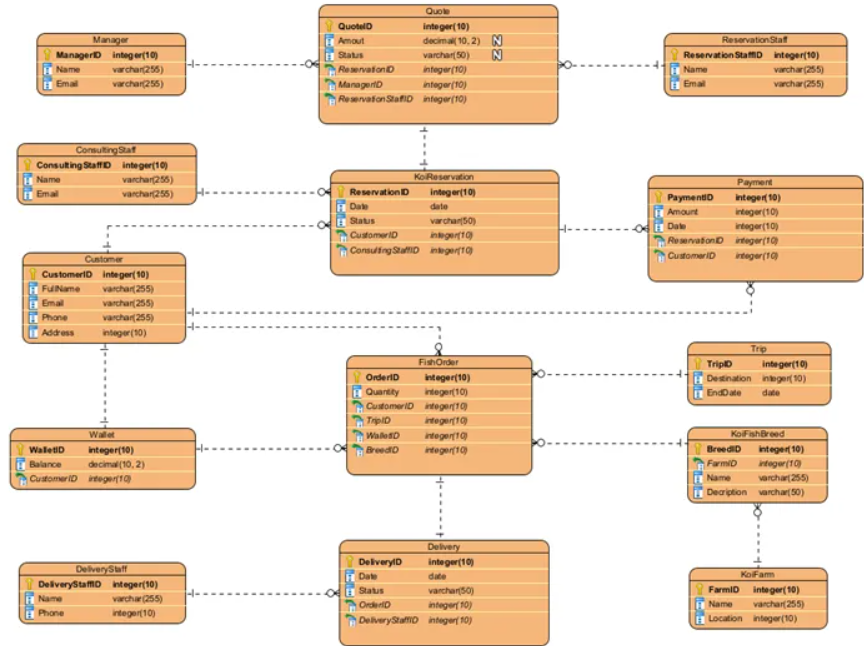 Quote
QuoteID integer(10)
Amout decimal(10, 2) N
Status varchar(50) N
ReservationID integer(10)
ManagerID integer(10)
ReservationStaffID integer(10)
Manager
ManagerID integer(10)
Name varchar(255)
Email varchar(255)
ReservationStaff
ReservationStaffID integer(10)
Name varchar(255)
Email varchar(255)
ConsultingStaff
ConsultingStaffID integer(10)
Name varchar(255)
Email varchar(255)
KoiReservation
ReservationID integer(10)
Date date
Status varchar(50)
CustomerID integer(10)
ConsultingStaffID integer(10)
Payment
PaymentID integer(10)
Amount integer(10)
Date integer(10)
ReservationID integer(10)
CustomerID integer(10)
Customer
CustomerID integer(10)
FullName varchar(255)
Email varchar(255)
Phone varchar(255)
Address integer(10)
FishOrder
OrderID integer(10)
Quantity integer(10)
CustomerID integer(10)
TripID integer(10)
WalletID integer(10)
BreedID integer(10)
Trip
TripID integer(10)
Destination integer(10)
EndDate date
Wallet
WalletID integer(10)
Balance decimal(10, 2)
CustomerID integer(10)
KoiFishBreed
BreedID integer(10)
FarmID integer(10)
Name varchar(255)
Decription varchar(50)
Delivery
DeliveryID integer(10)
Date date
Status varchar(50)
OrderID integer(10)
DeliveryStaffID integer(10)
DeliveryStaff
DeliveryStaffID integer(10)
Name varchar(255)
Phone integer(10)
KoiFarm
FarmID integer(10)
Name varchar(255)
Location integer(10)